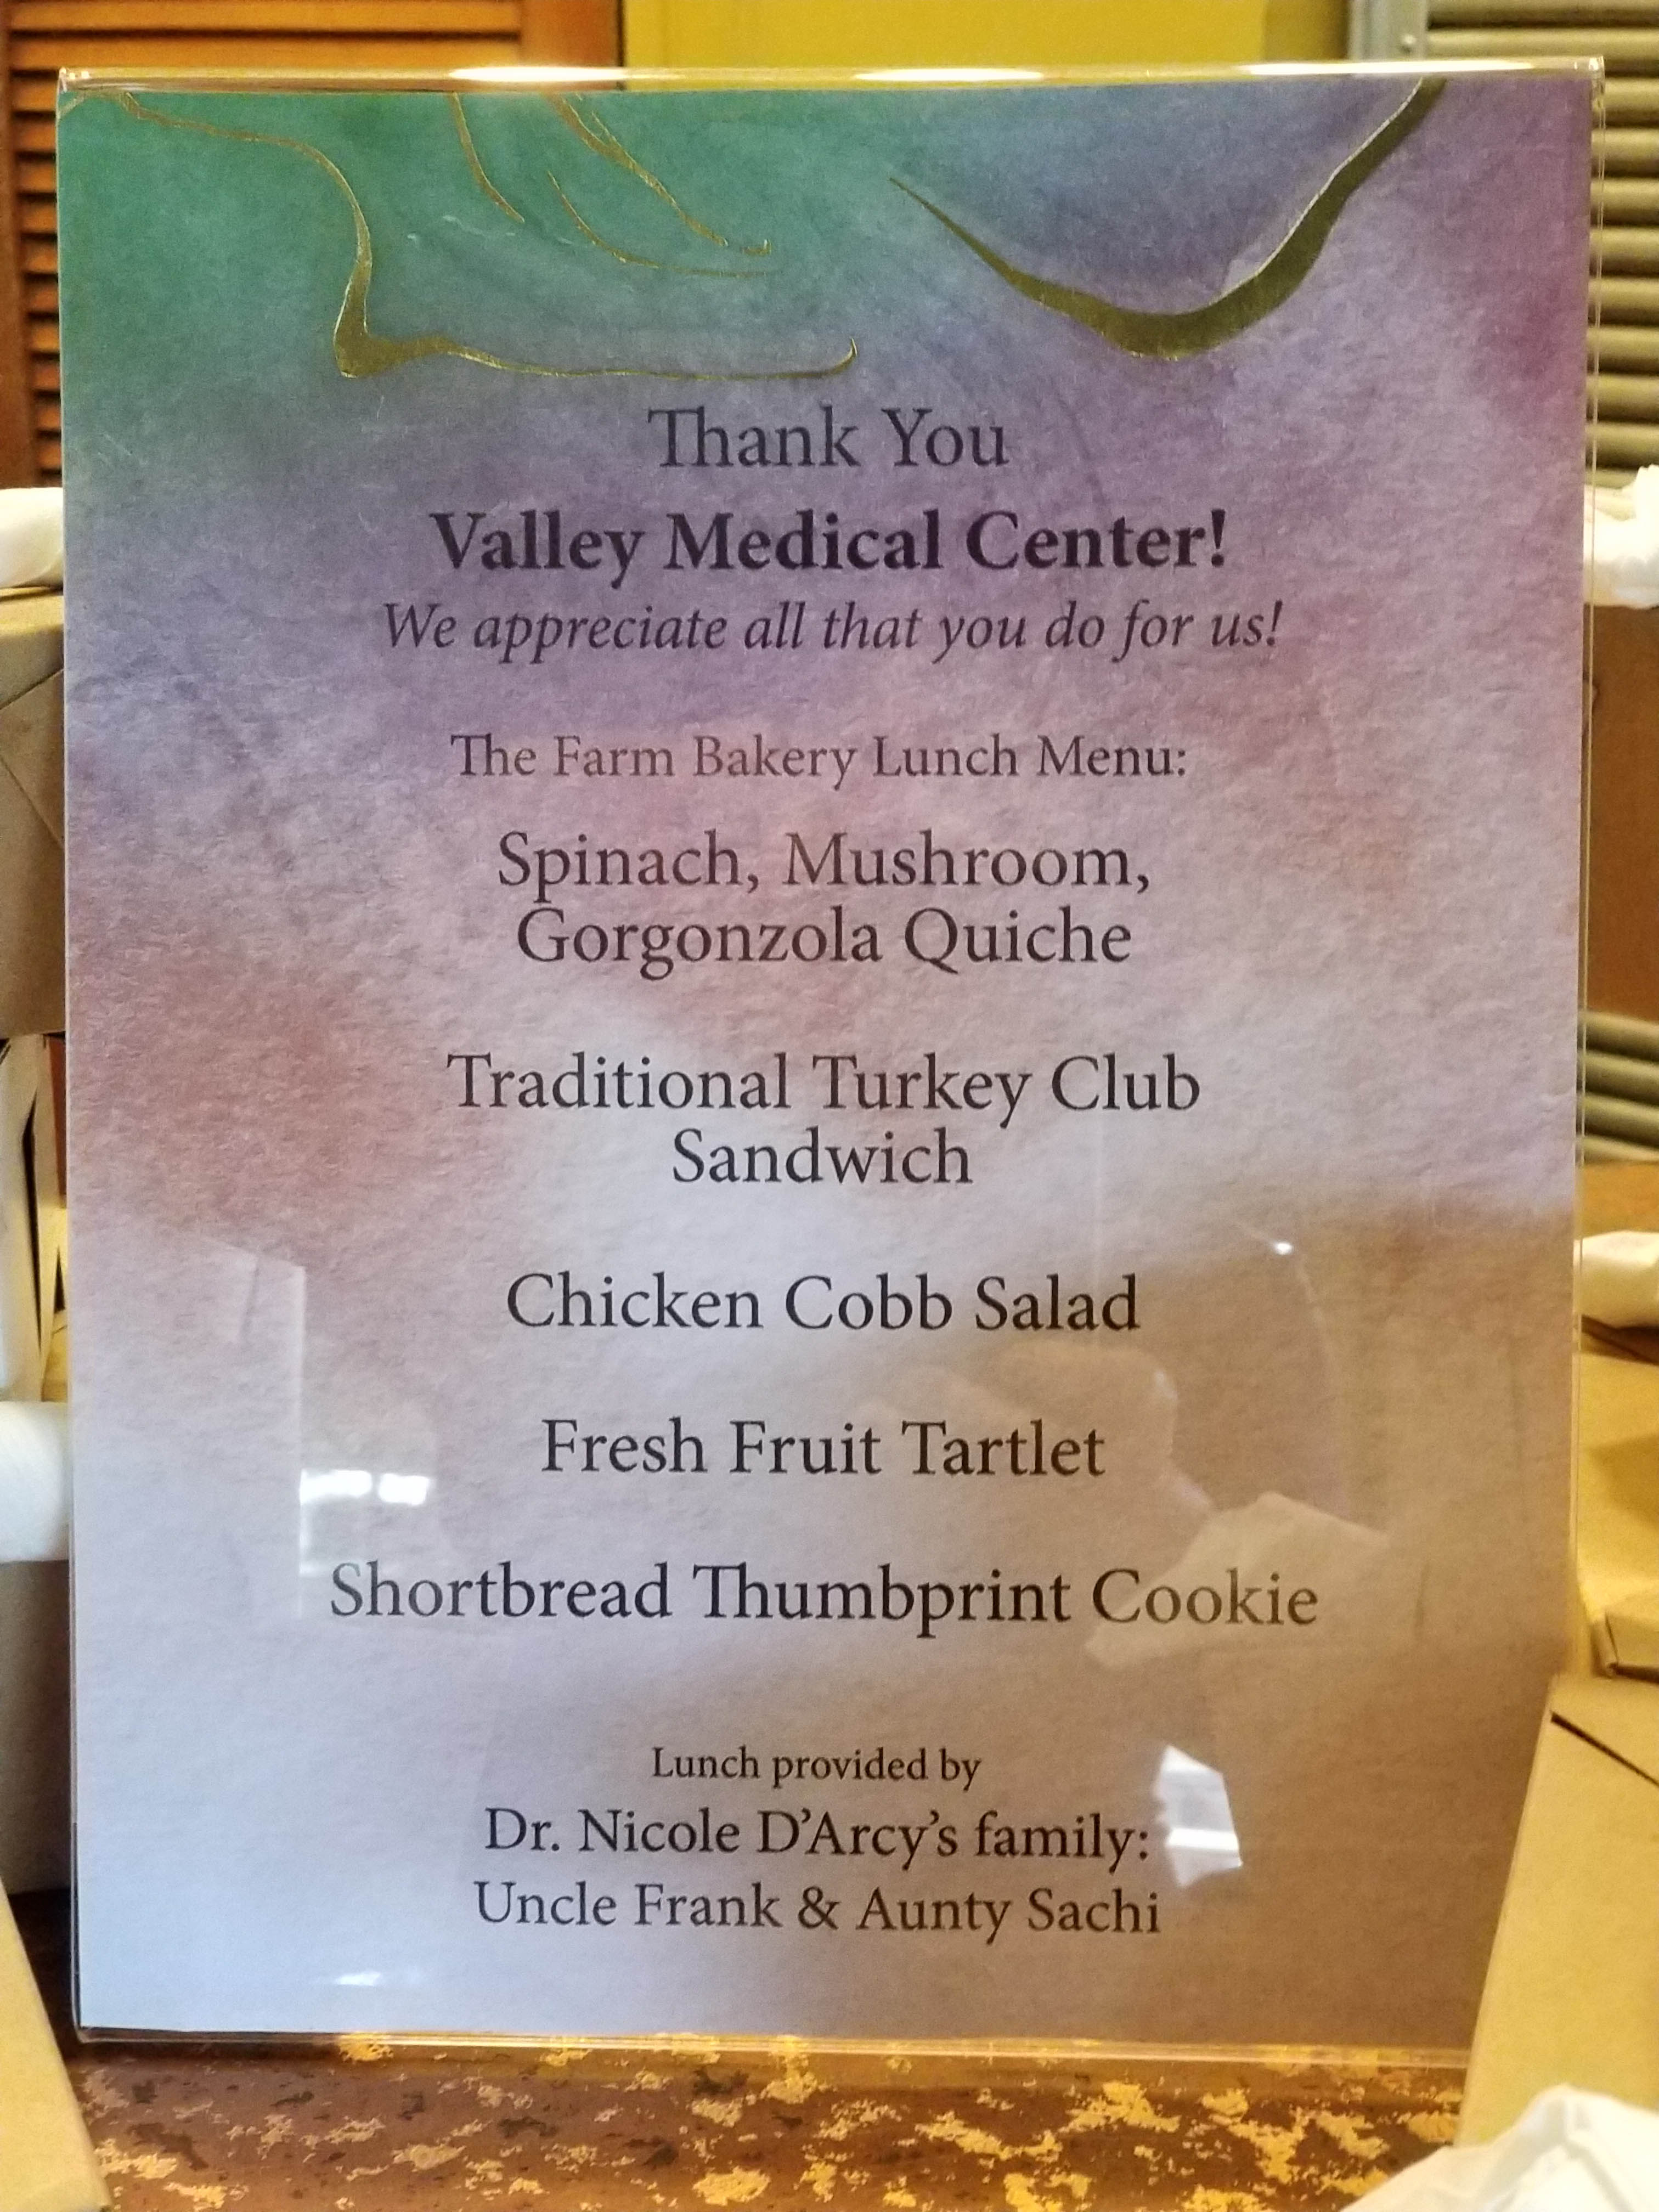 Thank You
Valley Medical Center!
We appreciate all that you do for us!
The Farm Bakery Lunch Menu:
Spinach, Mushroom,
Gorgonzola Quiche
Traditional Turkey Club
Sandwich
Chicken Cobb Salad
Fresh Fruit Tartlet
Shortbread Thumbprint Cookie
Lunch provided by
Dr. Nicole D’Arcy’s family:
Uncle Frank & Aunty Sachi